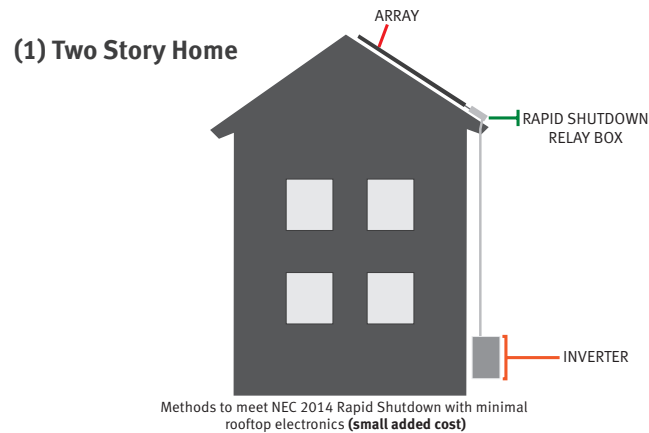 (1) Two Story Home
ARRAY
RAPID SHUTDOWN
RELAY BOX
INVERTER
Methods to meet NEC 2014 Rapid Shutdown with minimal
rooftop electronics (small added cost)